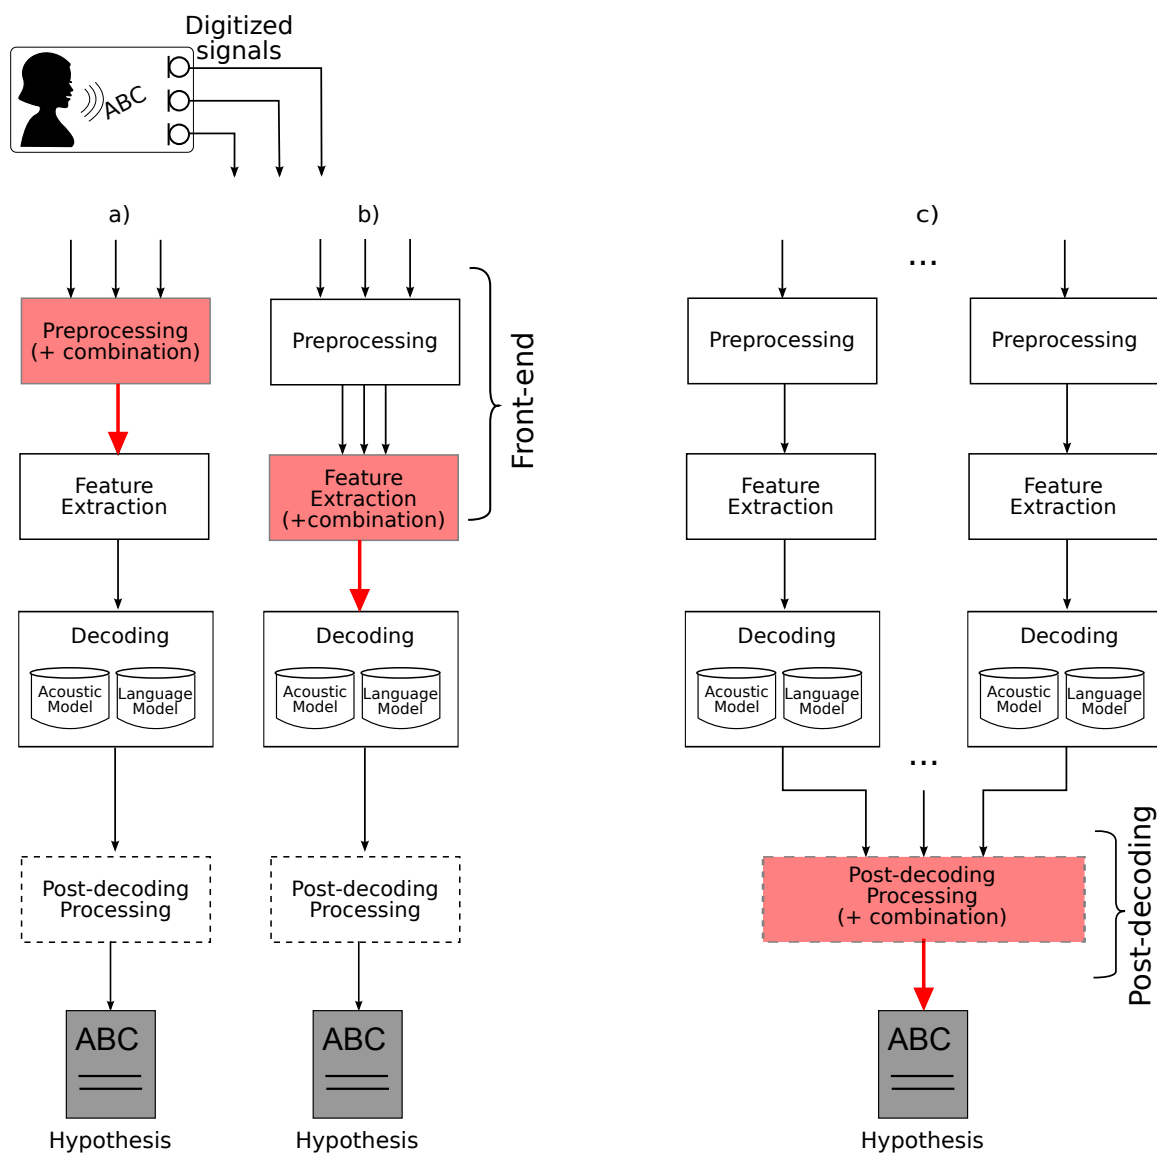 Digitized
signals
ABC
a)
b)
c)
...
Preprocessing
(+ combination)
Preprocessing
Preprocessing
Preprocessing
Front-end
Feature
Extraction
Feature
Extraction
(+combination)
Feature
Extraction
Feature
Extraction
Decoding
Acoustic
Model
Language
Model
Decoding
Acoustic
Model
Language
Model
Decoding
Acoustic
Model
Language
Model
Decoding
Acoustic
Model
Language
Model
...
Post-decoding
Processing
Post-decoding
Processing
Post-decoding
Processing
(+ combination)
Post-decoding
ABC
Hypothesis
ABC
Hypothesis
ABC
Hypothesis